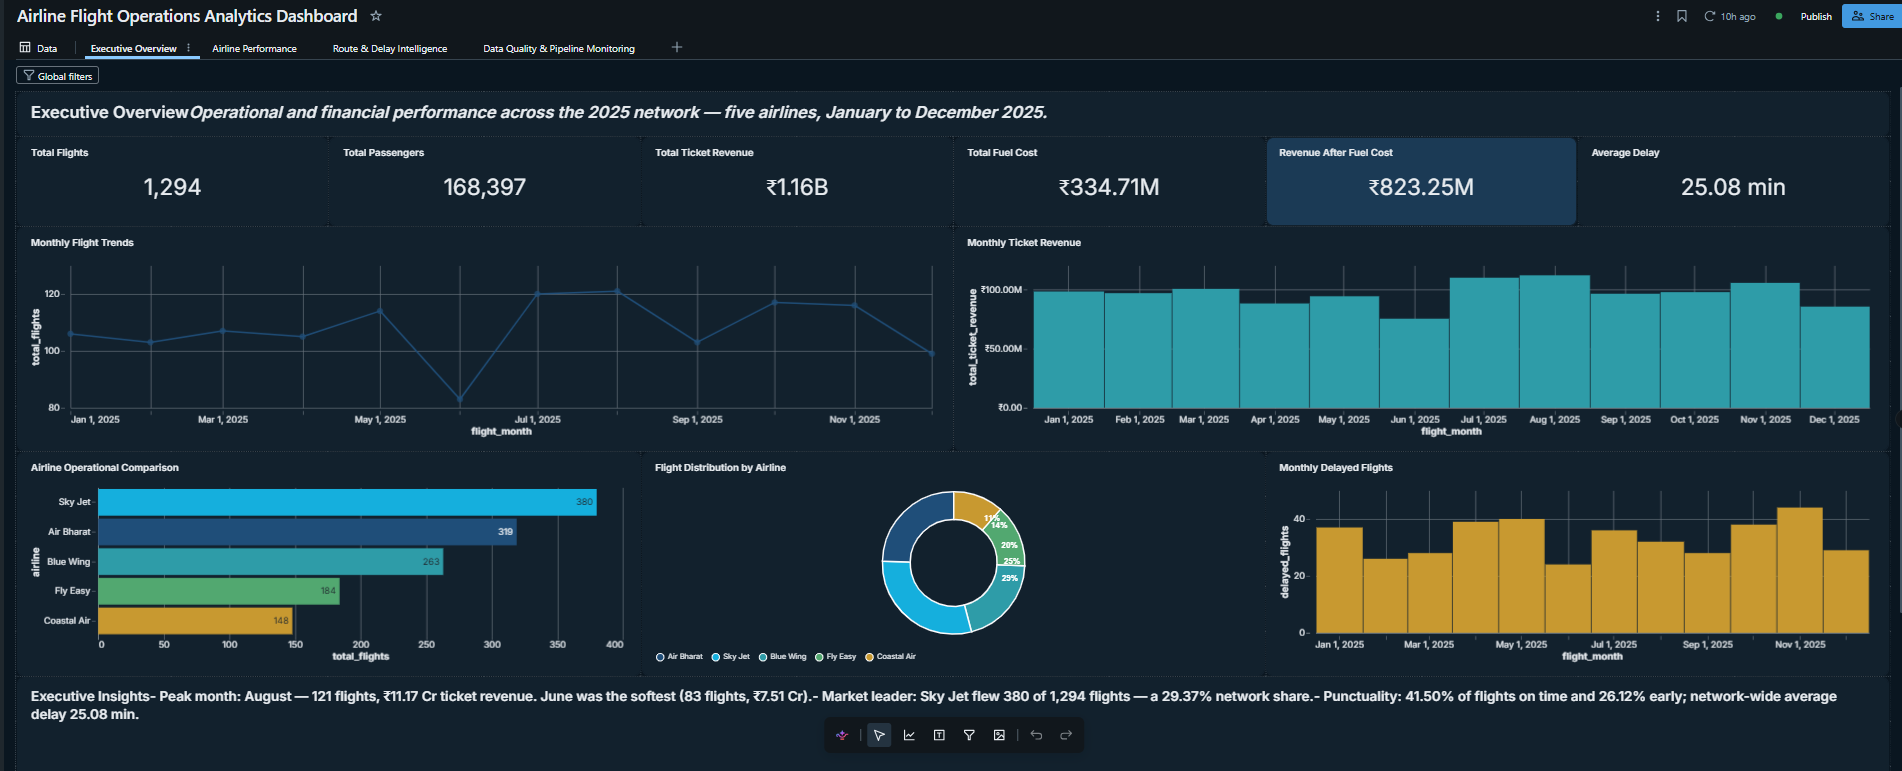 Airline Flight Operations Analytics Dashboard
10h ago
Publish
Share
Data
Executive Overview
Airline Performance
Route & Delay Intelligence
Data Quality & Pipeline Monitoring
Global filters
Executive OverviewOperational and financial performance across the 2025 network — five airlines, January to December 2025.
Total Flights
1,294
Total Passengers
168,397
Total Ticket Revenue
₹1.16B
Total Fuel Cost
₹334.71M
Revenue After Fuel Cost
₹823.25M
Average Delay
25.08 min
Monthly Flight Trends
total_flights
120
100
80
Jan 1, 2025
Mar 1, 2025
May 1, 2025
Jul 1, 2025
Sep 1, 2025
Nov 1, 2025
flight_month
Monthly Ticket Revenue
total_ticket_revenue
₹100.00M
₹50.00M
₹0.00
Jan 1, 2025
Feb 1, 2025
Mar 1, 2025
Apr 1, 2025
May 1, 2025
Jun 1, 2025
Jul 1, 2025
Aug 1, 2025
Sep 1, 2025
Oct 1, 2025
Nov 1, 2025
Dec 1, 2025
flight_month
Airline Operational Comparison
airline
Sky Jet
380
Air Bharat
319
Blue Wing
263
Fly Easy
184
Coastal Air
148
0
50
100
150
200
250
300
350
400
total_flights
Flight Distribution by Airline
11%
14%
20%
25%
29%
Air Bharat
Sky Jet
Blue Wing
Fly Easy
Coastal Air
Monthly Delayed Flights
delayed_flights
40
20
0
Jan 1, 2025
Mar 1, 2025
May 1, 2025
Jul 1, 2025
Sep 1, 2025
Nov 1, 2025
flight_month
Executive Insights- Peak month: August — 121 flights, ₹11.17 Cr ticket revenue. June was the softest (83 flights, ₹7.51 Cr).- Market leader: Sky Jet flew 380 of 1,294 flights — a 29.37% network share.- Punctuality: 41.50% of flights on time and 26.12% early; network-wide average
delay 25.08 min.